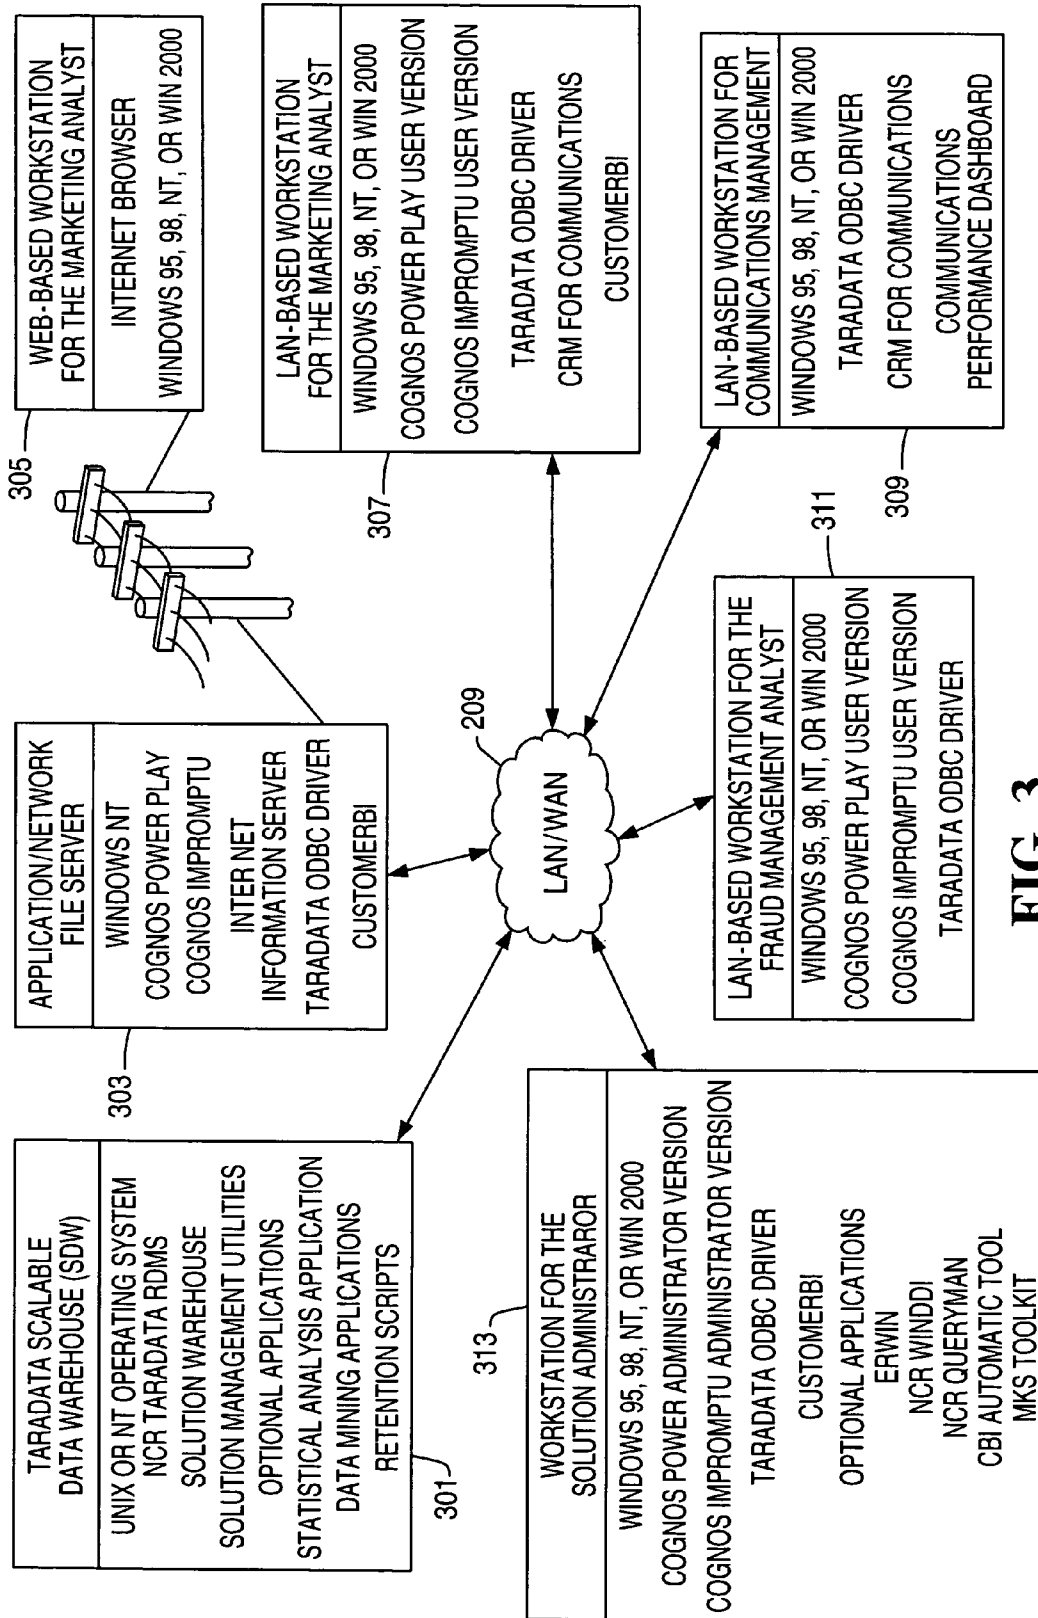 TARADATA SCALABLE
DATA WAREHOUSE (SDW)
UNIX OR NT OPERATING SYSTEM
NCR TARADATA RDMS
SOLUTION WAREHOUSE
SOLUTION MANAGEMENT UTILITIES
OPTIONAL APPLICATIONS
STATISTICAL ANALYSIS APPLICATION
DATA MINING APPLICATIONS
RETENTION SCRIPTS
301
APPLICATION/NETWORK
FILE SERVER
WINDOWS NT
COGNOS POWER PLAY
COGNOS IMPROMPTU
INTER NET
INFORMATION SERVER
TARADATA ODBC DRIVER
CUSTOMERBI
303
WEB-BASED WORKSTATION
FOR THE MARKETING ANALYST
INTERNET BROWSER
WINDOWS 95, 98, NT, OR WIN 2000
305
LAN-BASED WORKSTATION
FOR THE MARKETING ANALYST
WINDOWS 95, 98, NT, OR WIN 2000
COGNOS POWER PLAY USER VERSION
COGNOS IMPROMPTU USER VERSION
TARADATA ODBC DRIVER
CRM FOR COMMUNICATIONS
CUSTOMERBI
307
209
LAN/WAN
313
WORKSTATION FOR THE
SOLUTION ADMINISTRAROR
WINDOWS 95, 98, NT, OR WIN 2000
COGNOS POWER ADMINISTRATOR VERSION
COGNOS IMPROMPTU ADMINISTRATOR VERSION
TARADATA ODBC DRIVER
CUSTOMERBI
OPTIONAL APPLICATIONS
ERWIN
NCR WINDDI
NCR QUERYMAN
CBI AUTOMATIC TOOL
MKS TOOLKIT
LAN-BASED WORKSTATION FOR THE
FRAUD MANAGEMENT ANALYST
WINDOWS 95, 98, NT, OR WIN 2000
COGNOS POWER PLAY USER VERSION
COGNOS IMPROMPTU USER VERSION
TARADATA ODBC DRIVER
311
LAN-BASED WORKSTATION FOR
COMMUNICATIONS MANAGEMENT
WINDOWS 95, 98, NT, OR WIN 2000
TARADATA ODBC DRIVER
CRM FOR COMMUNICATIONS
COMMUNICATIONS
PERFORMANCE DASHBOARD
309
FIG. 3